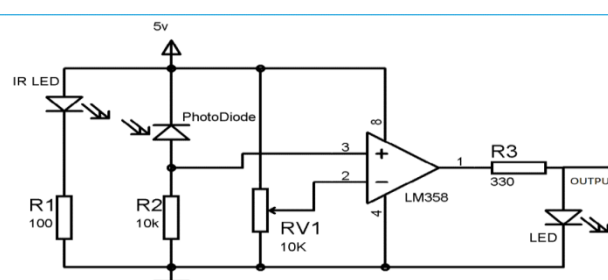 5v
IR LED
PhotoDiode
8
3
+
2
−
1
LM358
4
R1
100
R2
10k
RV1
10K
R3
330
OUTPU
LED